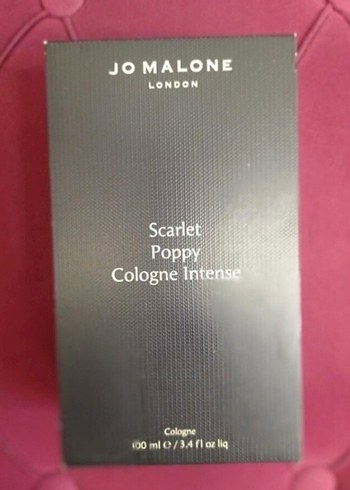 JO MALONE
LONDON
Scarlet
Poppy
Cologne Intense
Cologne
100 ml ℮ / 3.4 fl oz liq